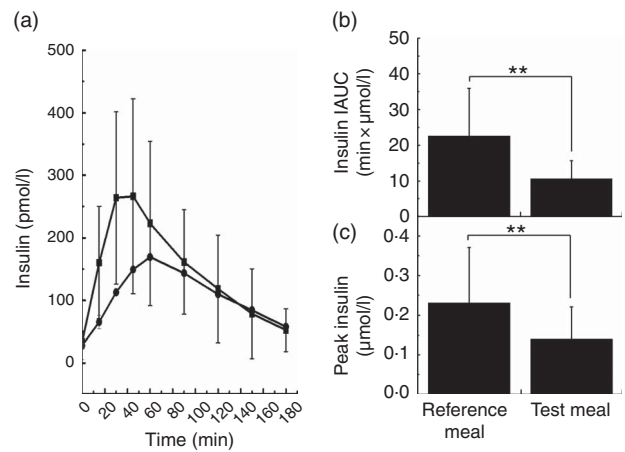 (a)
500
400
300
200
100
0
Insulin (pmol/l)
0 20 40 60 80 100 120 140 160 180
Time (min)
(b)
50
40
30
20
10
0
Insulin IAUC
(min × μmol/l)
**
(c)
0·4
0·3
0·2
0·1
0·0
Peak insulin
(μmol/l)
**
Reference
meal
Test meal